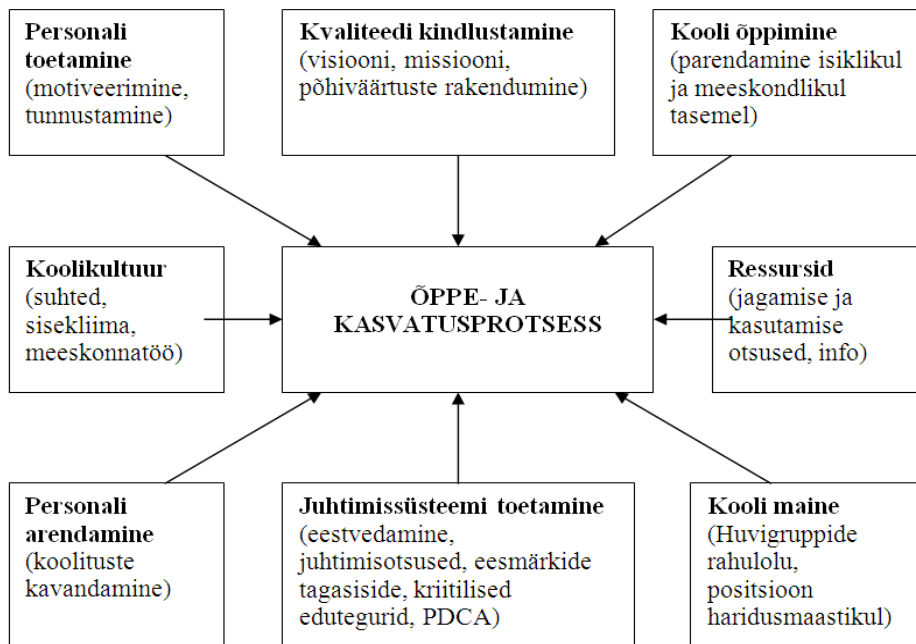 Personali
toetamine
(motiveerimine,
tunnustamine)
Kvaliteedi kindlustamine
(visiooni, missiooni,
põhiväärtuste rakendumine)
Kooli õppimine
(parendamine isiklikul
ja meeskondlikul
tasemel)
Koolikultuur
(suhted,
sisekliima,
meeskonnatöö)
ÕPPE- JA
KASVATUSPROTSESS
Ressursid
(jagamise ja
kasutamise
otsused, info)
Personali
arendamine
(koolituste
kavandamine)
Juhtimissüsteemi toetamine
(eestvedamine,
juhtimisotsused, eesmärkide
tagasiside, kriitilised
edutegurid, PDCA)
Kooli maine
(Huvigruppide
rahulolu,
positsioon
haridusmaastikul)